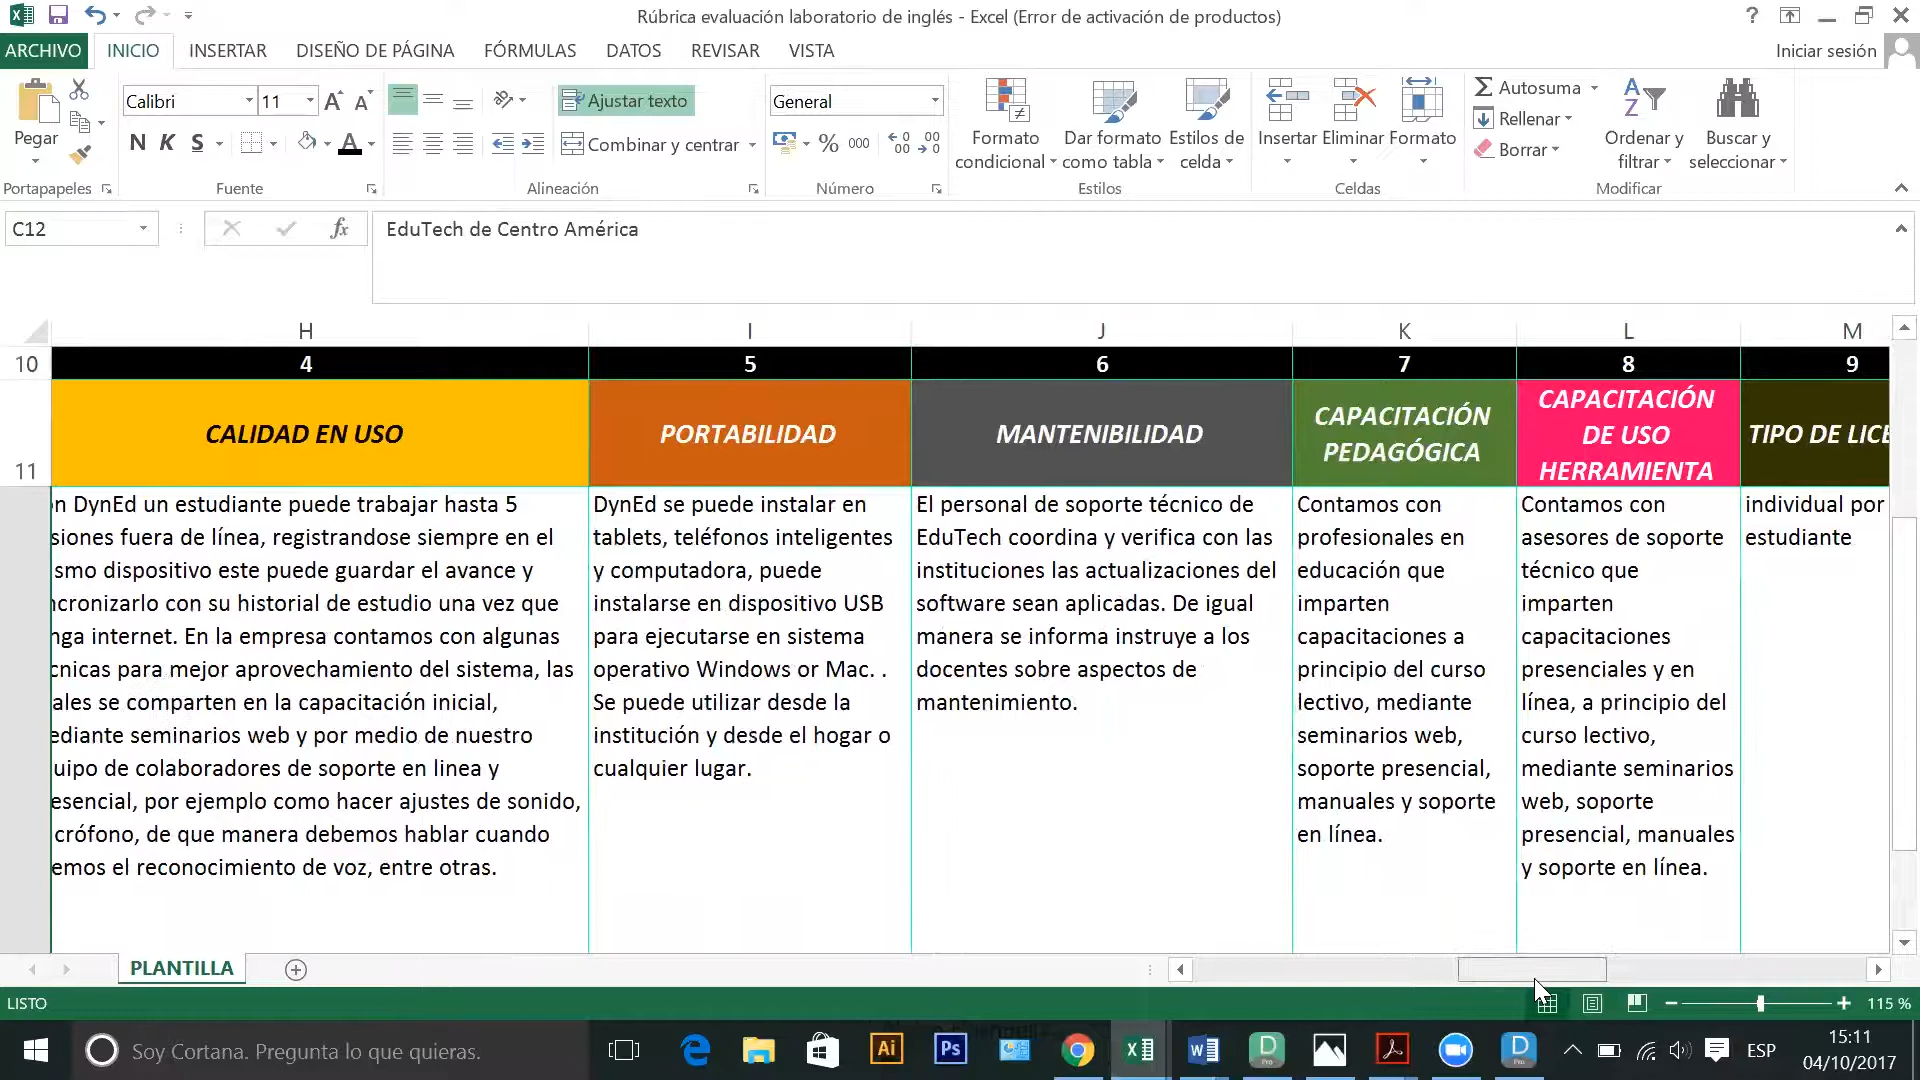 Rúbrica evaluación laboratorio de inglés - Excel (Error de activación de productos)
ARCHIVO INICIO INSERTAR DISEÑO DE PÁGINA FÓRMULAS DATOS REVISAR VISTA Iniciar sesión
Pegar
Portapapeles
Calibri 11
N K S
Fuente
Ajustar texto
Combinar y centrar
Alineación
General
% 000
Número
Formato condicional
Dar formato como tabla
Estilos de celda
Estilos
Insertar Eliminar Formato
Celdas
Autosuma
Rellenar
Borrar
Ordenar y filtrar
Buscar y seleccionar
Modificar
C12 fx EduTech de Centro América
H I J K L M
10 4 5 6 7 8 9
11
CALIDAD EN USO
PORTABILIDAD
MANTENIBILIDAD
CAPACITACIÓN
PEDAGÓGICA
CAPACITACIÓN
DE USO
HERRAMIENTA
TIPO DE LICE
n DynEd un estudiante puede trabajar hasta 5
siones fuera de línea, registrandose siempre en el
smo dispositivo este puede guardar el avance y
ncronizarlo con su historial de estudio una vez que
nga internet. En la empresa contamos con algunas
cnicas para mejor aprovechamiento del sistema, las
ales se comparten en la capacitación inicial,
ediante seminarios web y por medio de nuestro
uipo de colaboradores de soporte en linea y
esencial, por ejemplo como hacer ajustes de sonido,
crófono, de que manera debemos hablar cuando
emos el reconocimiento de voz, entre otras.
DynEd se puede instalar en
tablets, teléfonos inteligentes
y computadora, puede
instalarse en dispositivo USB
para ejecutarse en sistema
operativo Windows or Mac. .
Se puede utilizar desde la
institución y desde el hogar o
cualquier lugar.
El personal de soporte técnico de
EduTech coordina y verifica con las
instituciones las actualizaciones del
software sean aplicadas. De igual
manera se informa instruye a los
docentes sobre aspectos de
mantenimiento.
Contamos con
profesionales en
educación que
imparten
capacitaciones a
principio del curso
lectivo, mediante
seminarios web,
soporte presencial,
manuales y soporte
en línea.
Contamos con
asesores de soporte
técnico que
imparten
capacitaciones
presenciales y en
línea, a principio del
curso lectivo,
mediante seminarios
web, soporte
presencial, manuales
y soporte en línea.
individual por
estudiante
PLANTILLA
LISTO 115 %
Soy Cortana. Pregunta lo que quieras.
ESP
15:11
04/10/2017